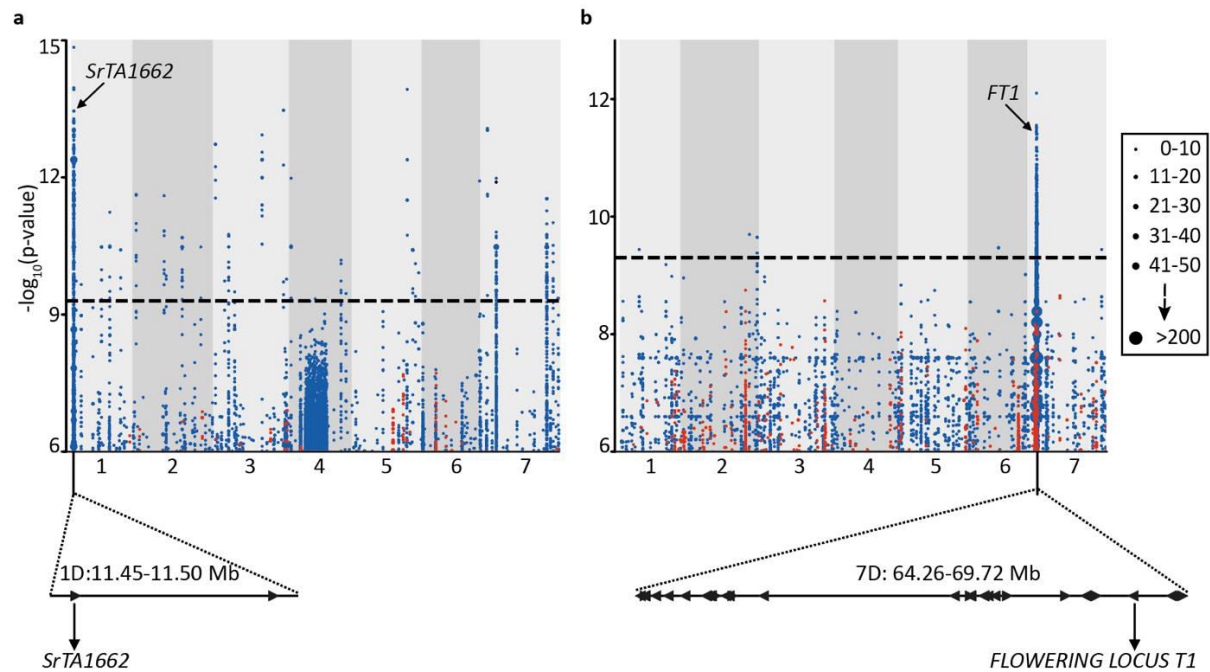 a
b
-log10(p-value)
15
12
9
6
SrTA1662
1 2 3 4 5 6 7
12
10
8
6
FT1
1 2 3 4 5 6 7
0-10
11-20
21-30
31-40
41-50
>200
1D:11.45-11.50 Mb
SrTA1662
7D: 64.26-69.72 Mb
FLOWERING LOCUS T1